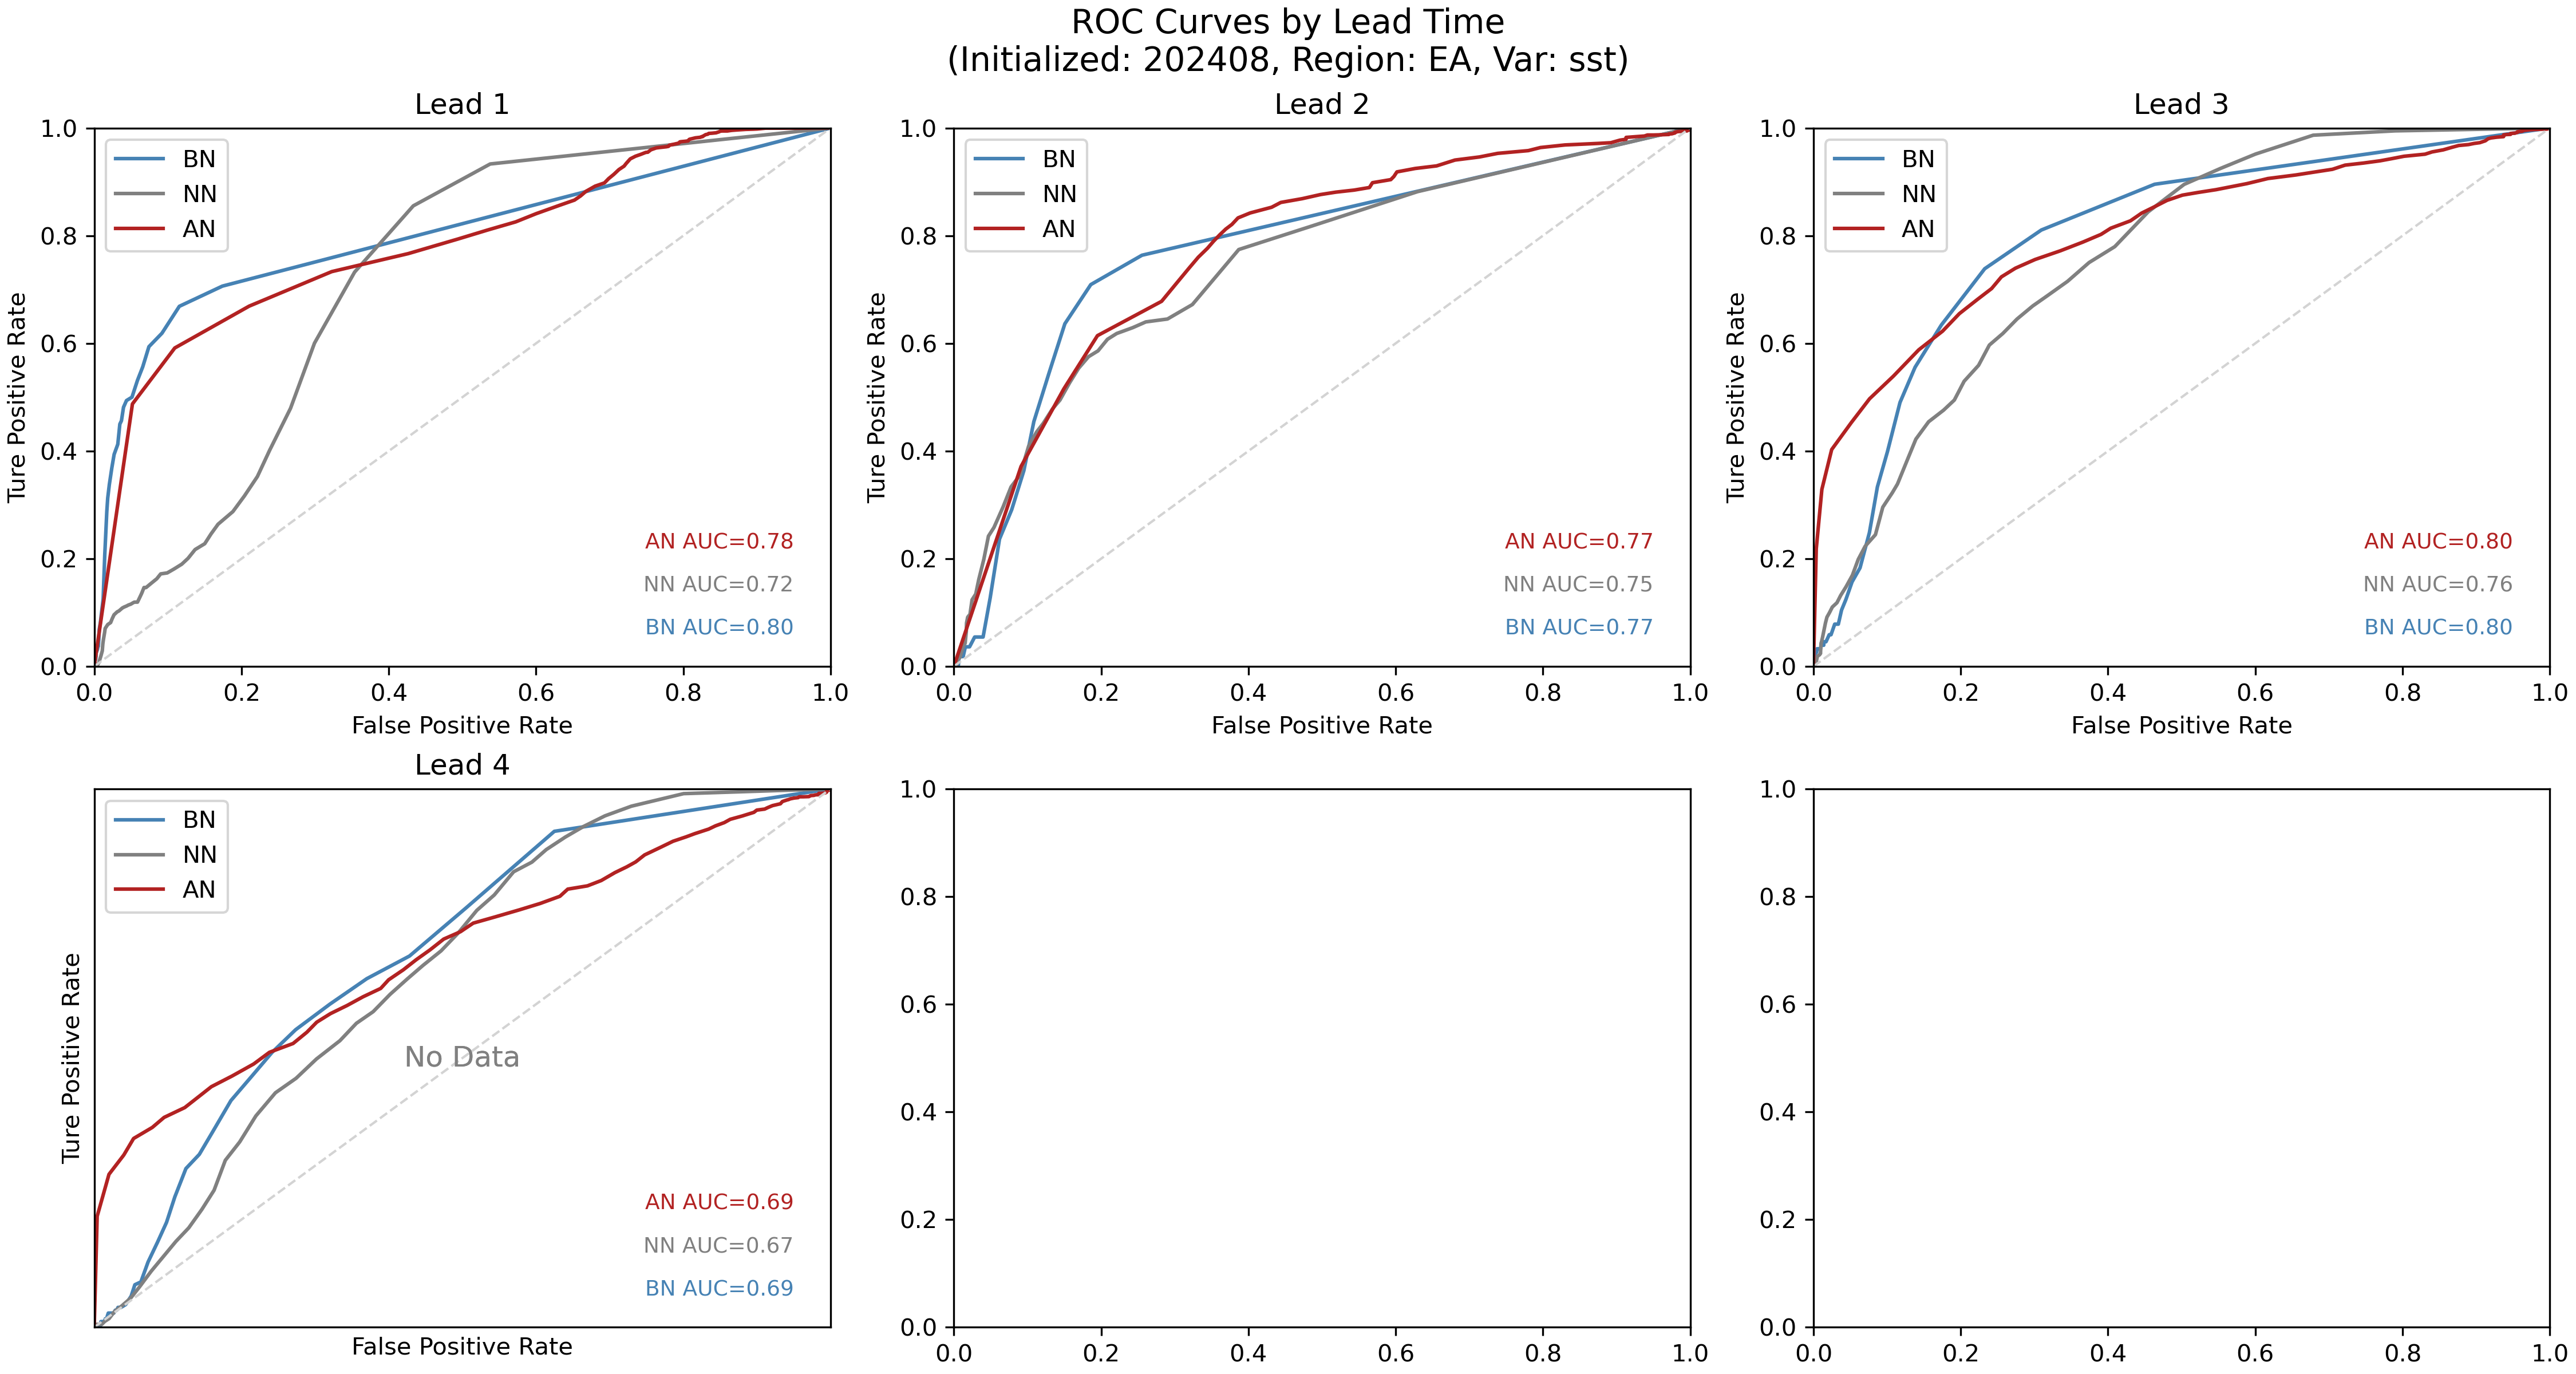 ROC Curves by Lead Time
(Initialized: 202408, Region: EA, Var: sst)
Lead 1
1.0
0.8
0.6
0.4
0.2
0.0
Ture Positive Rate
BN
NN
AN
AN AUC=0.78
NN AUC=0.72
BN AUC=0.80
0.0 0.2 0.4 0.6 0.8 1.0
False Positive Rate
Lead 2
1.0
0.8
0.6
0.4
0.2
0.0
Ture Positive Rate
BN
NN
AN
AN AUC=0.77
NN AUC=0.75
BN AUC=0.77
0.0 0.2 0.4 0.6 0.8 1.0
False Positive Rate
Lead 3
1.0
0.8
0.6
0.4
0.2
0.0
Ture Positive Rate
BN
NN
AN
AN AUC=0.80
NN AUC=0.76
BN AUC=0.80
0.0 0.2 0.4 0.6 0.8 1.0
False Positive Rate
Lead 4
Ture Positive Rate
BN
NN
AN
No Data
AN AUC=0.69
NN AUC=0.67
BN AUC=0.69
False Positive Rate
1.0
0.8
0.6
0.4
0.2
0.0
0.0 0.2 0.4 0.6 0.8 1.0
1.0
0.8
0.6
0.4
0.2
0.0
0.0 0.2 0.4 0.6 0.8 1.0